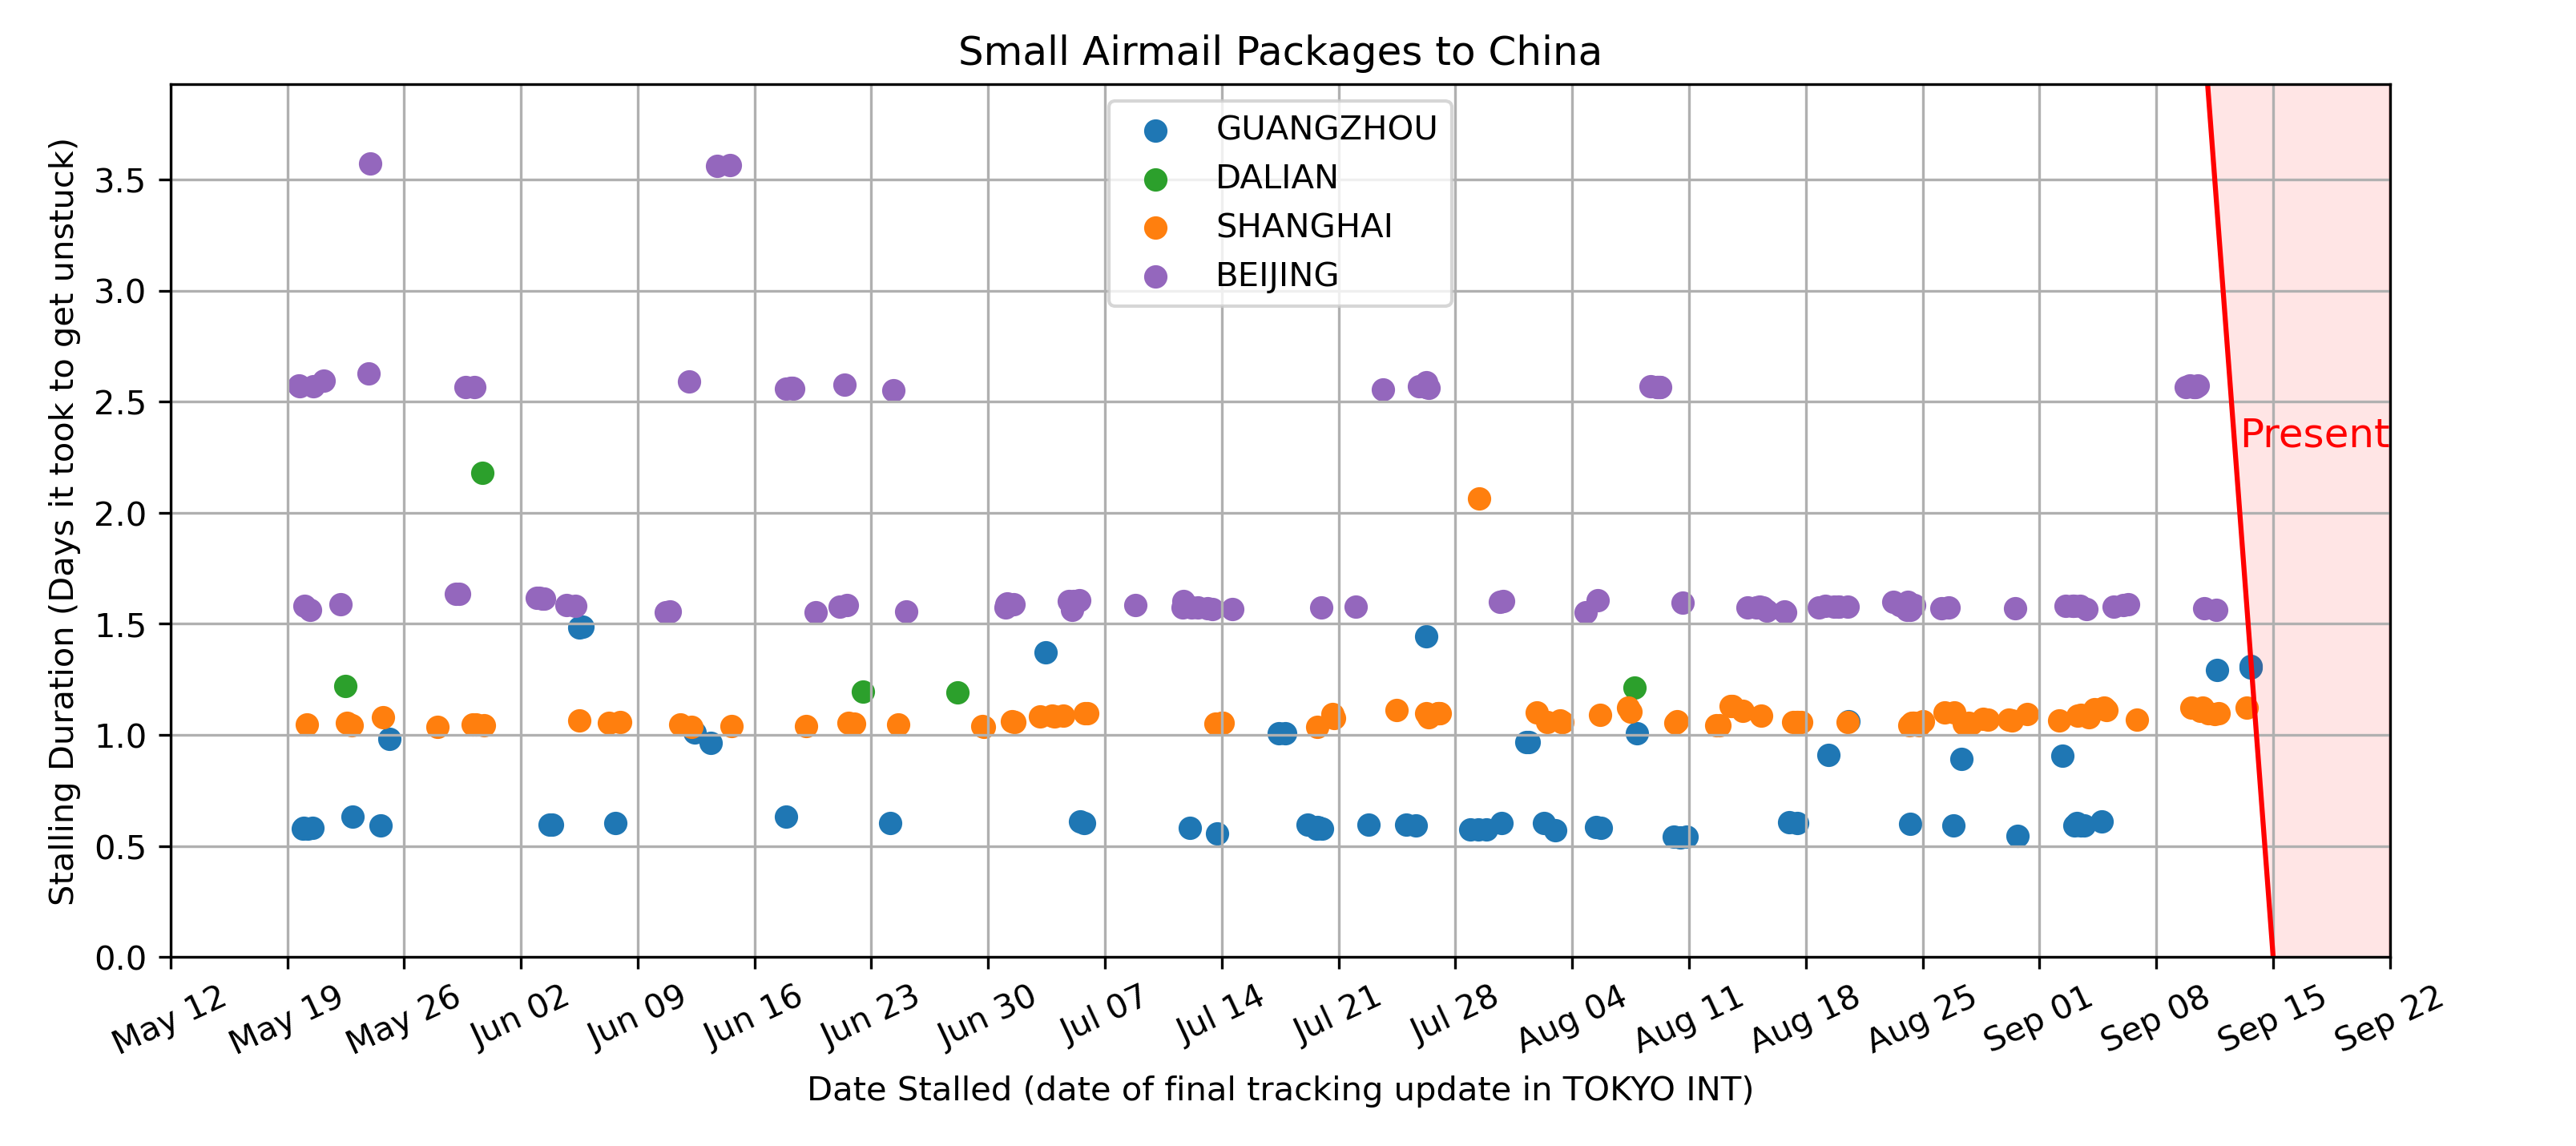 Small Airmail Packages to China
GUANGZHOU
DALIAN
SHANGHAI
BEIJING
Present
Stalling Duration (Days it took to get unstuck)
3.5
3.0
2.5
2.0
1.5
1.0
0.5
0.0
May 12 May 19 May 26 Jun 02 Jun 09 Jun 16 Jun 23 Jun 30 Jul 07 Jul 14 Jul 21 Jul 28 Aug 04 Aug 11 Aug 18 Aug 25 Sep 01 Sep 08 Sep 15 Sep 22
Date Stalled (date of final tracking update in TOKYO INT)